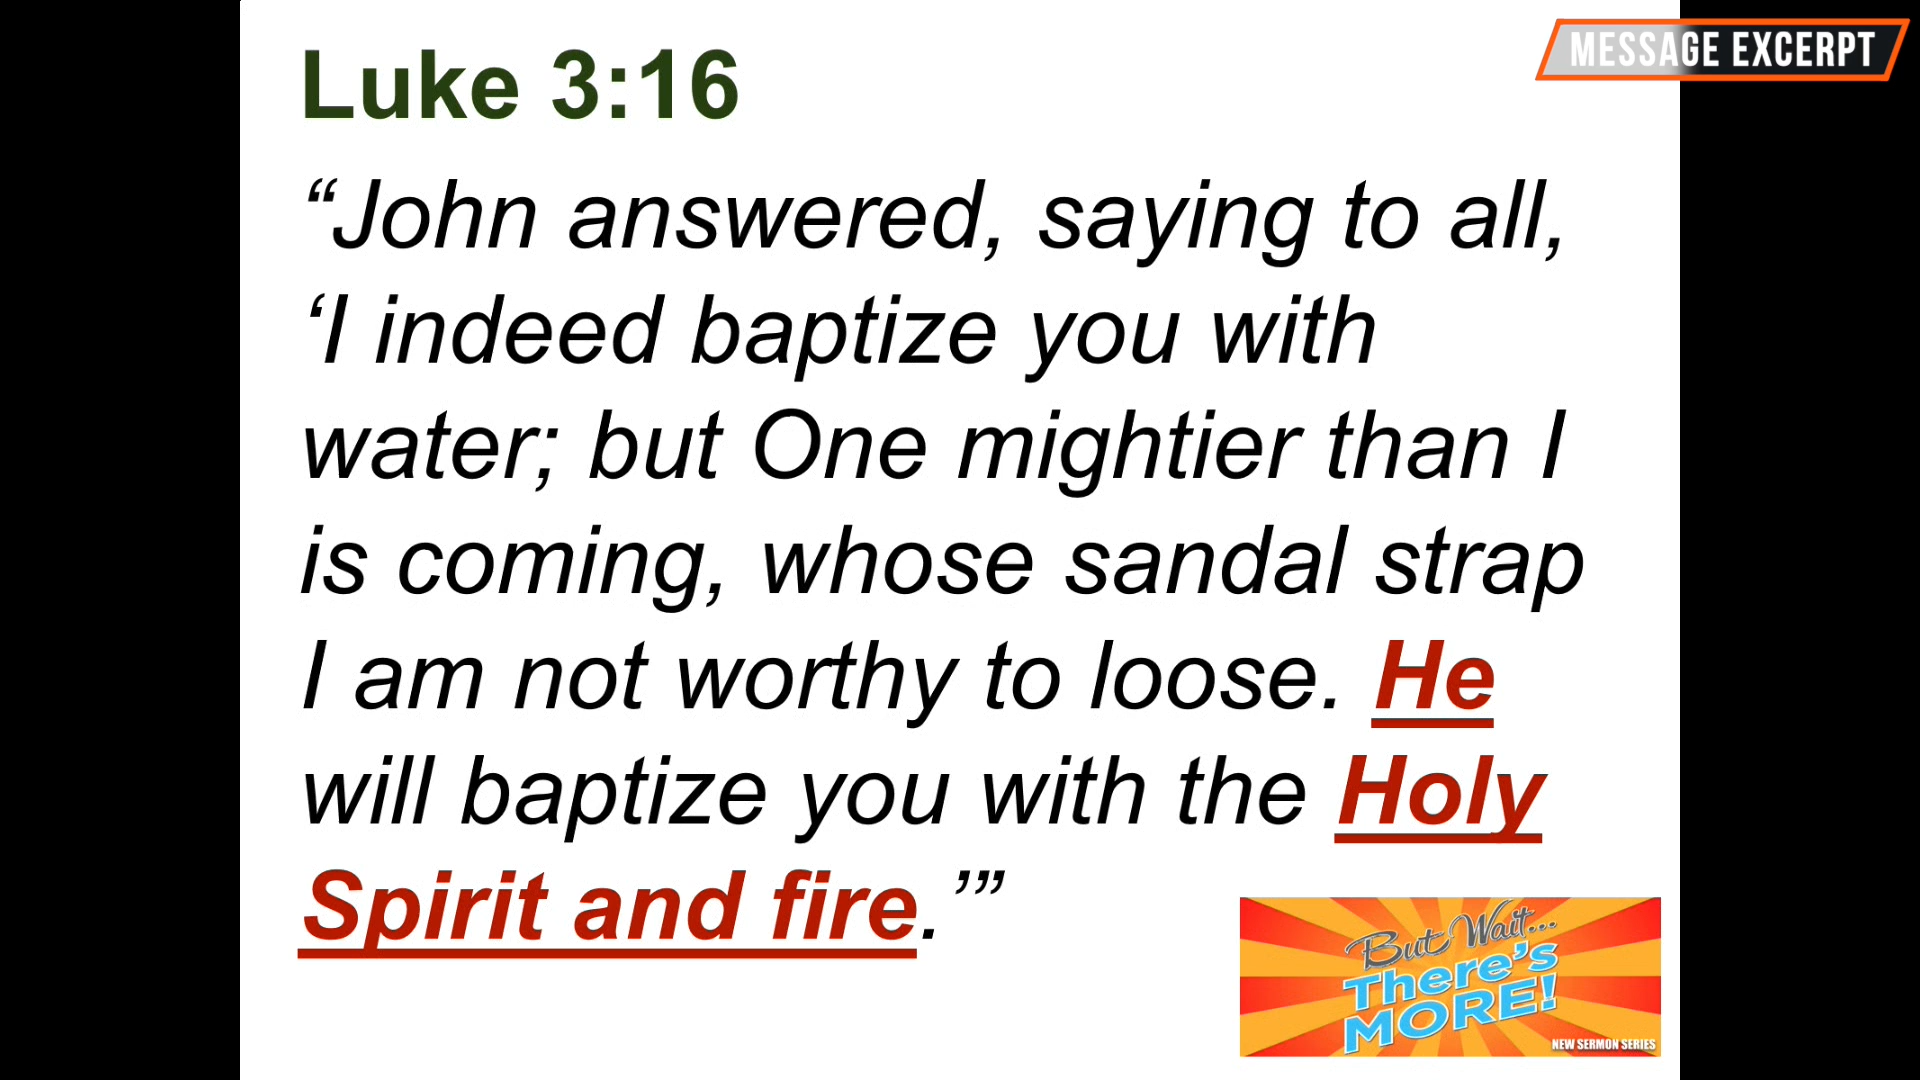 MESSAGE EXCERPT
Luke 3:16
“John answered, saying to all,
‘I indeed baptize you with
water; but One mightier than I
is coming, whose sandal strap
I am not worthy to loose. He
will baptize you with the Holy
Spirit and fire.’”
But Wait...
There's
MORE!
NEW SERMON SERIES